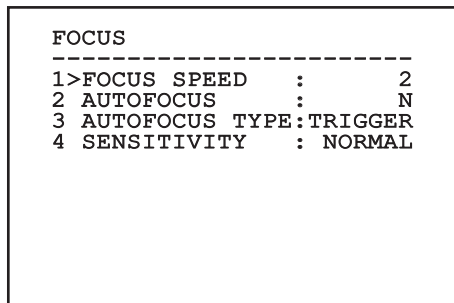 FOCUS
-------------------------
1>FOCUS SPEED   :       2
2 AUTOFOCUS     :       N
3 AUTOFOCUS TYPE:TRIGGER
4 SENSITIVITY   : NORMAL